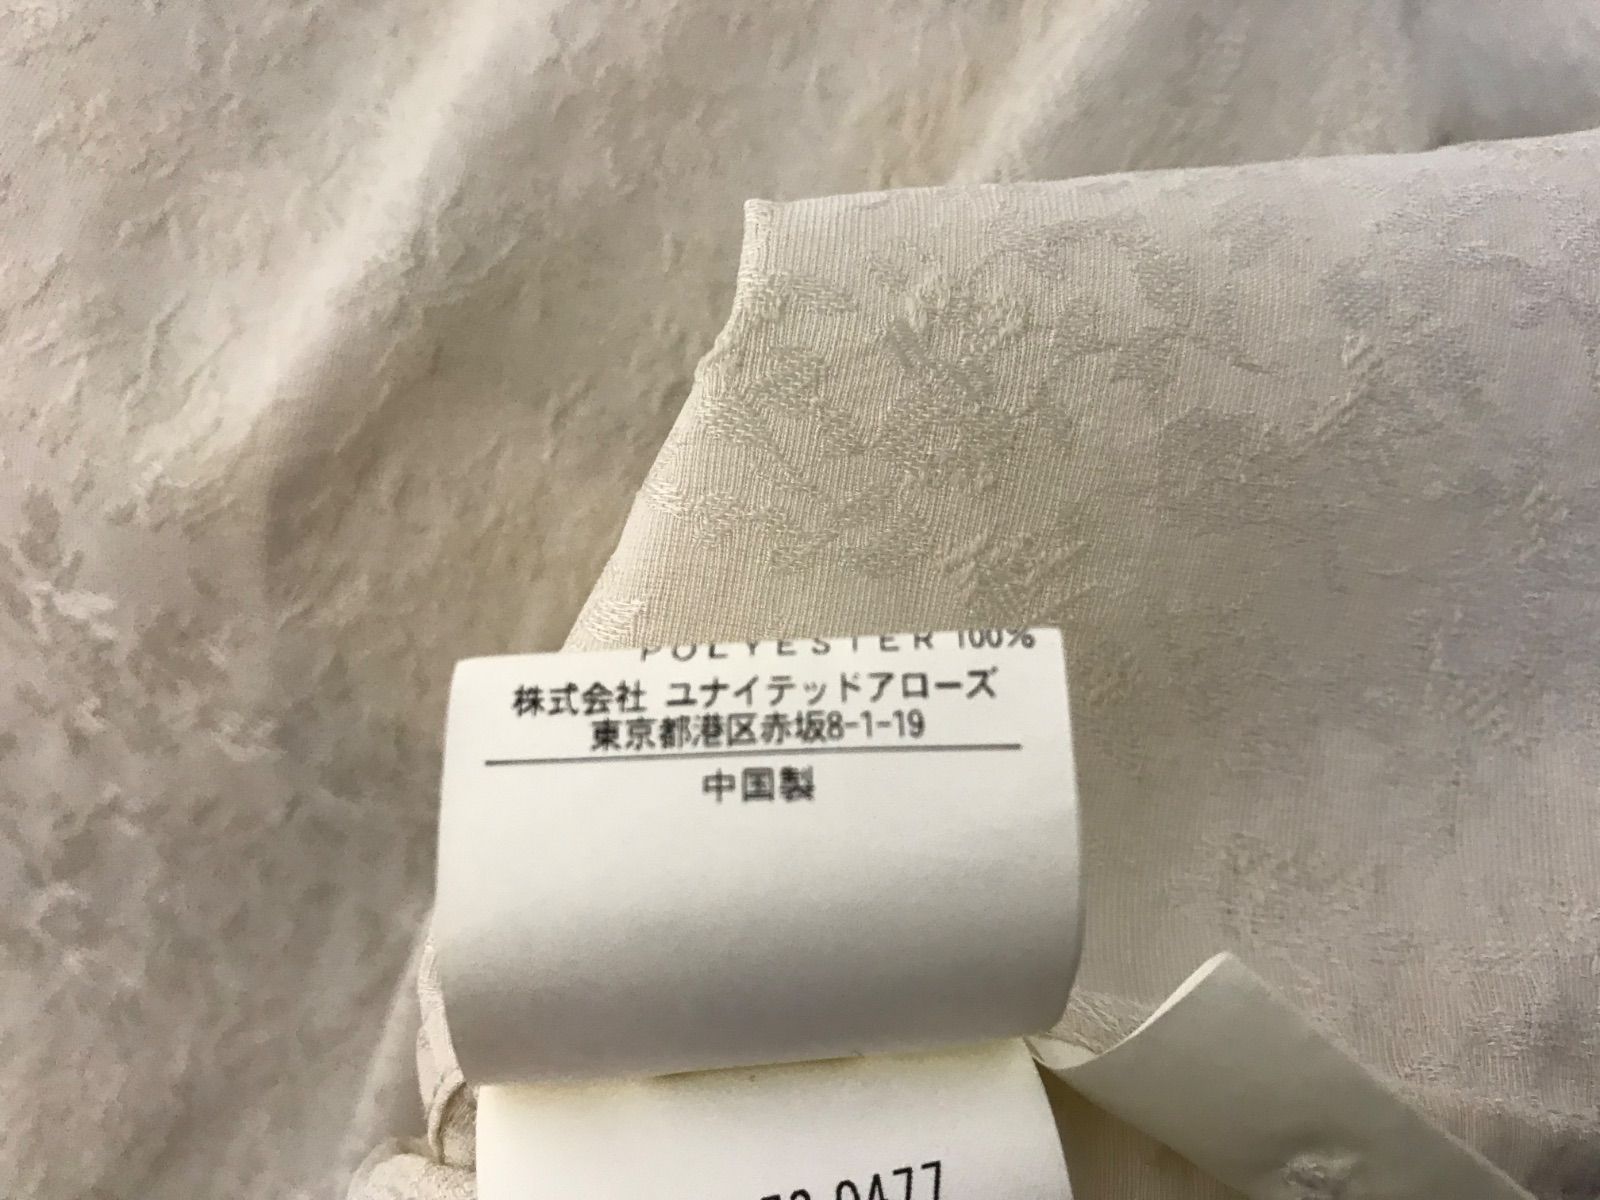 POLYESTER 100%
株式会社 ユナイテッドアローズ
東京都港区赤坂8-1-19
中国製
0477